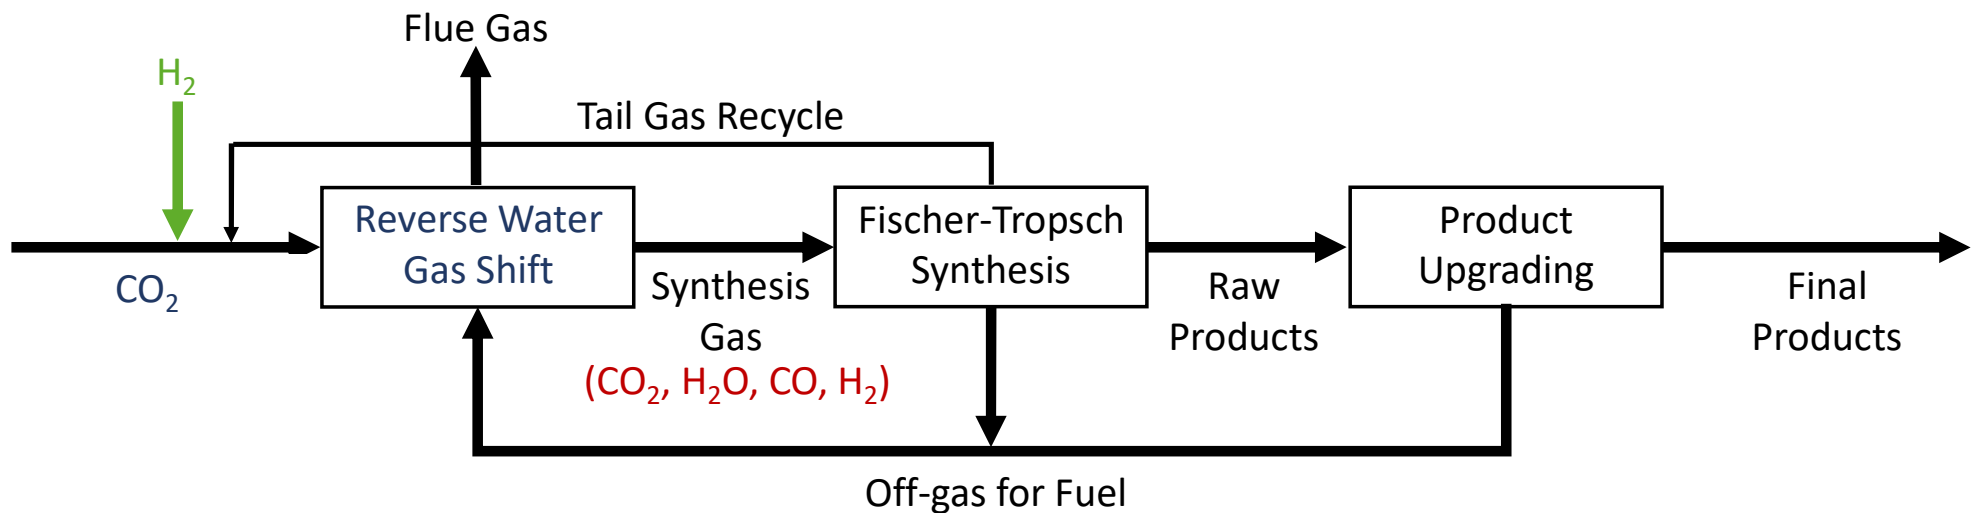 Flue Gas
H₂
Tail Gas Recycle
CO₂
Reverse Water
Gas Shift
Synthesis
Gas
(CO₂, H₂O, CO, H₂)
Fischer-Tropsch
Synthesis
Raw
Products
Product
Upgrading
Final
Products
Off-gas for Fuel